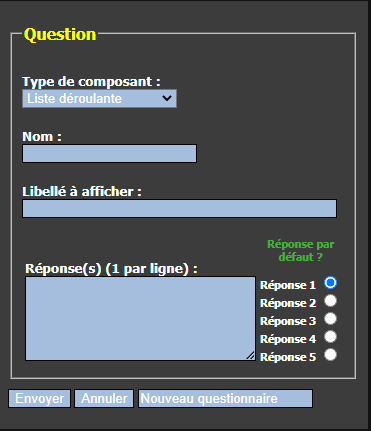 Question
Type de composant :
Liste déroulante
Nom :
Libellé à afficher :
Réponse par
défaut ?
Réponse(s) (1 par ligne) :
Réponse 1
Réponse 2
Réponse 3
Réponse 4
Réponse 5
Envoyer Annuler Nouveau questionnaire